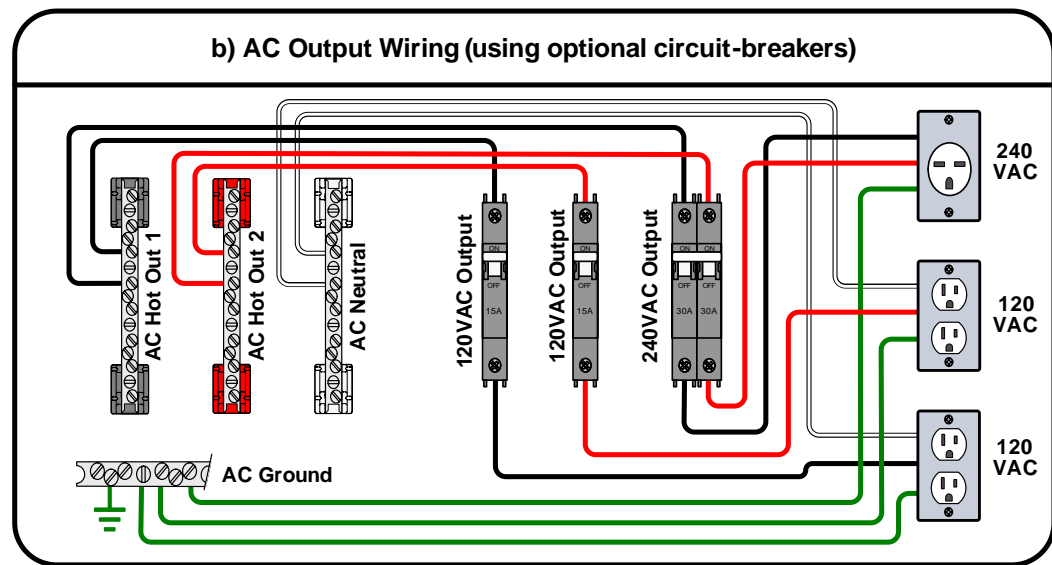 b) AC Output Wiring (using optional circuit-breakers)
AC Hot Out 1
AC Hot Out 2
AC Neutral
120VAC Output
ON
OFF
15A
120VAC Output
ON
OFF
15A
240VAC Output
ON
ON
OFF
OFF
30A
30A
240
VAC
120
VAC
120
VAC
AC Ground